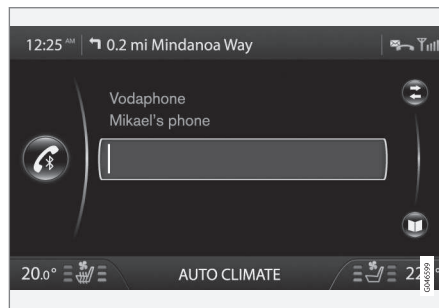 12:25 AM 0.2 mi Mindanoa Way
Vodaphone
Mikael's phone
20.0° AUTO CLIMATE 22
G046599